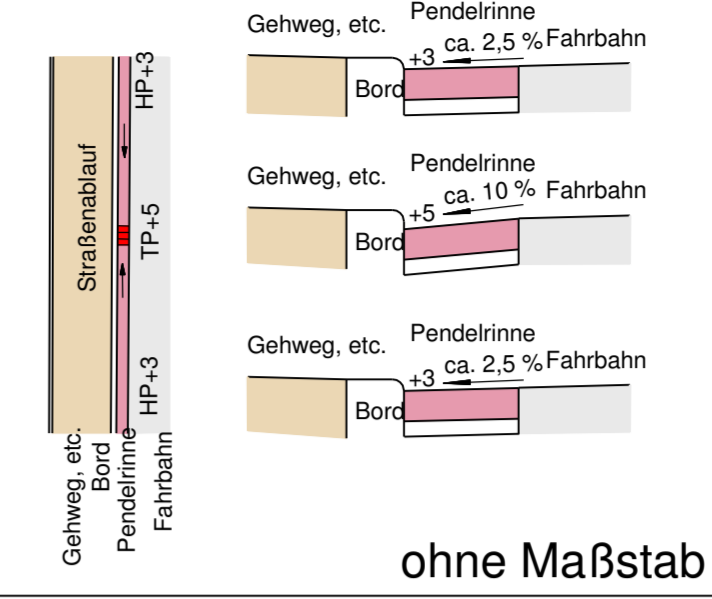 Straßenablauf
HP+3
TP+5
HP+3
Gehweg, etc.
Bord
Pendelrinne
Fahrbahn
Pendelrinne
Gehweg, etc.
+3 ca. 2,5 % Fahrbahn
Bord
Pendelrinne
Gehweg, etc.
+5 ca. 10 % Fahrbahn
Bord
Pendelrinne
Gehweg, etc.
+3 ca. 2,5 % Fahrbahn
Bord
ohne Maßstab